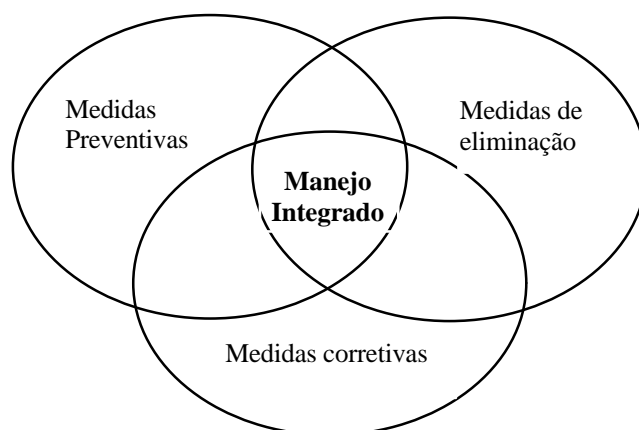 Medidas
Preventivas
Medidas de
eliminação
Manejo
Integrado
Medidas corretivas